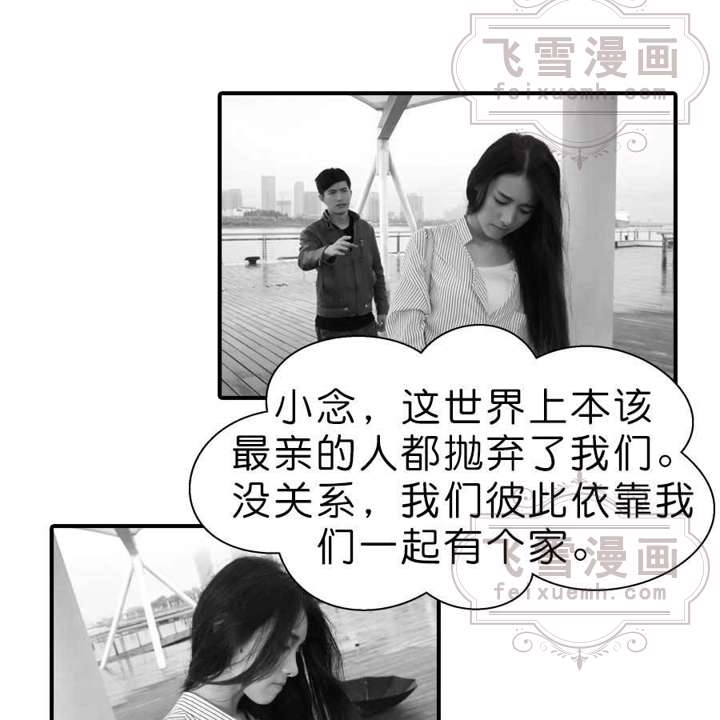 飞雪漫画
feixuemh.com
小念，这世界上本该
最亲的人都抛弃了我们。
没关系，我们彼此依靠我
们一起有个家。
飞雪漫画
feixuemh.com